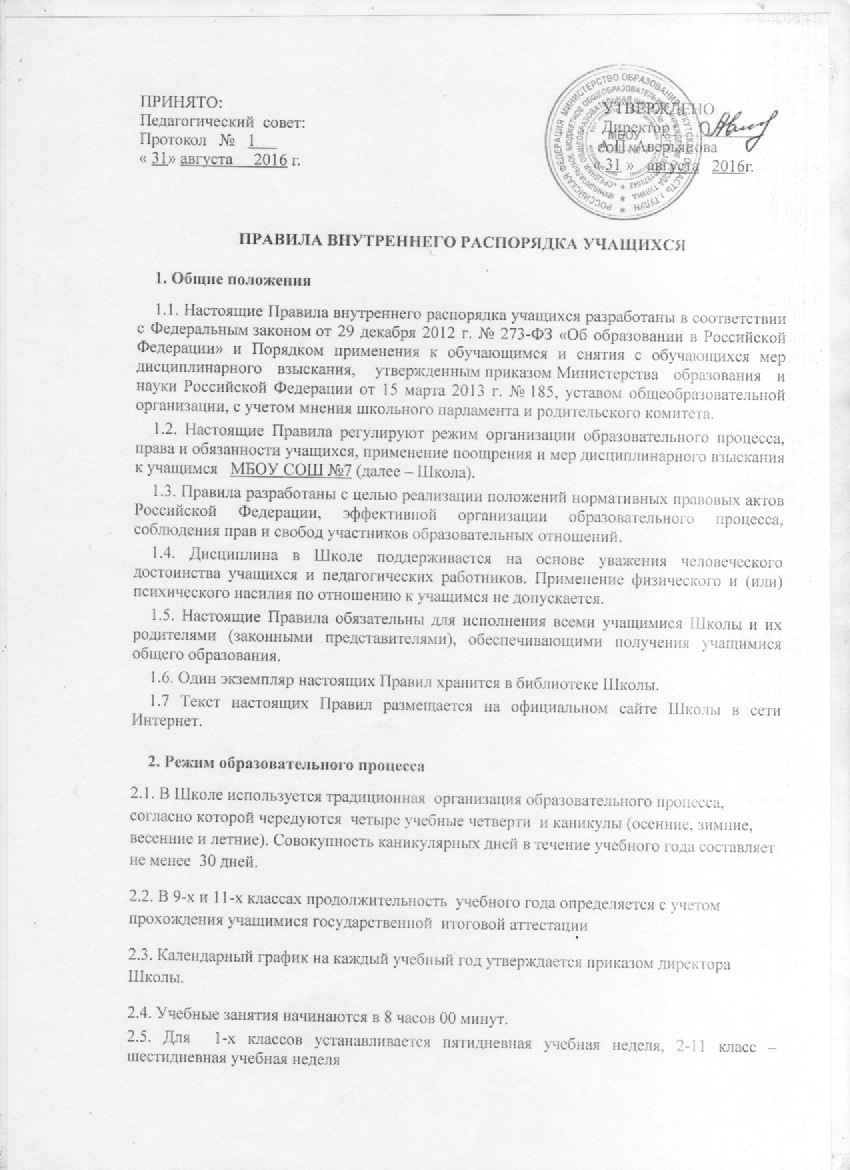 ПРИНЯТО:
Педагогический совет:
Протокол № 1
« 31» августа 2016 г.
УТВЕРЖДЕНО
Директор
А.П. Аверьянова
« 31 » августа 2016г.
РОССИЙСКАЯ ФЕДЕРАЦИЯ МИНИСТЕРСТВО ОБРАЗОВАНИЯ ИРКУТСКАЯ ОБЛАСТЬ г. ТУЛУН
МБОУ
СОШ №7
ПРАВИЛА ВНУТРЕННЕГО РАСПОРЯДКА УЧАЩИХСЯ
1. Общие положения
1.1. Настоящие Правила внутреннего распорядка учащихся разработаны в соответствии
с Федеральным законом от 29 декабря 2012 г. № 273-ФЗ «Об образовании в Российской
Федерации» и Порядком применения к обучающимся и снятия с обучающихся мер
дисциплинарного взыскания, утвержденным приказом Министерства образования и
науки Российской Федерации от 15 марта 2013 г. № 185, уставом общеобразовательной
организации, с учетом мнения школьного парламента и родительского комитета.
1.2. Настоящие Правила регулируют режим организации образовательного процесса,
права и обязанности учащихся, применение поощрения и мер дисциплинарного взыскания
к учащимся МБОУ СОШ №7 (далее – Школа).
1.3. Правила разработаны с целью реализации положений нормативных правовых актов
Российской Федерации, эффективной организации образовательного процесса,
соблюдения прав и свобод участников образовательных отношений.
1.4. Дисциплина в Школе поддерживается на основе уважения человеческого
достоинства учащихся и педагогических работников. Применение физического и (или)
психического насилия по отношению к учащимся не допускается.
1.5. Настоящие Правила обязательны для исполнения всеми учащимися Школы и их
родителями (законными представителями), обеспечивающими получения учащимися
общего образования.
1.6. Один экземпляр настоящих Правил хранится в библиотеке Школы.
1.7 Текст настоящих Правил размещается на официальном сайте Школы в сети
Интернет.
2. Режим образовательного процесса
2.1. В Школе используется традиционная организация образовательного процесса,
согласно которой чередуются четыре учебные четверти и каникулы (осенние, зимние,
весенние и летние). Совокупность каникулярных дней в течение учебного года составляет
не менее 30 дней.
2.2. В 9-х и 11-х классах продолжительность учебного года определяется с учетом
прохождения учащимися государственной итоговой аттестации
2.3. Календарный график на каждый учебный год утверждается приказом директора
Школы.
2.4. Учебные занятия начинаются в 8 часов 00 минут.
2.5. Для 1-х классов устанавливается пятидневная учебная неделя, 2-11 класс –
шестидневная учебная неделя